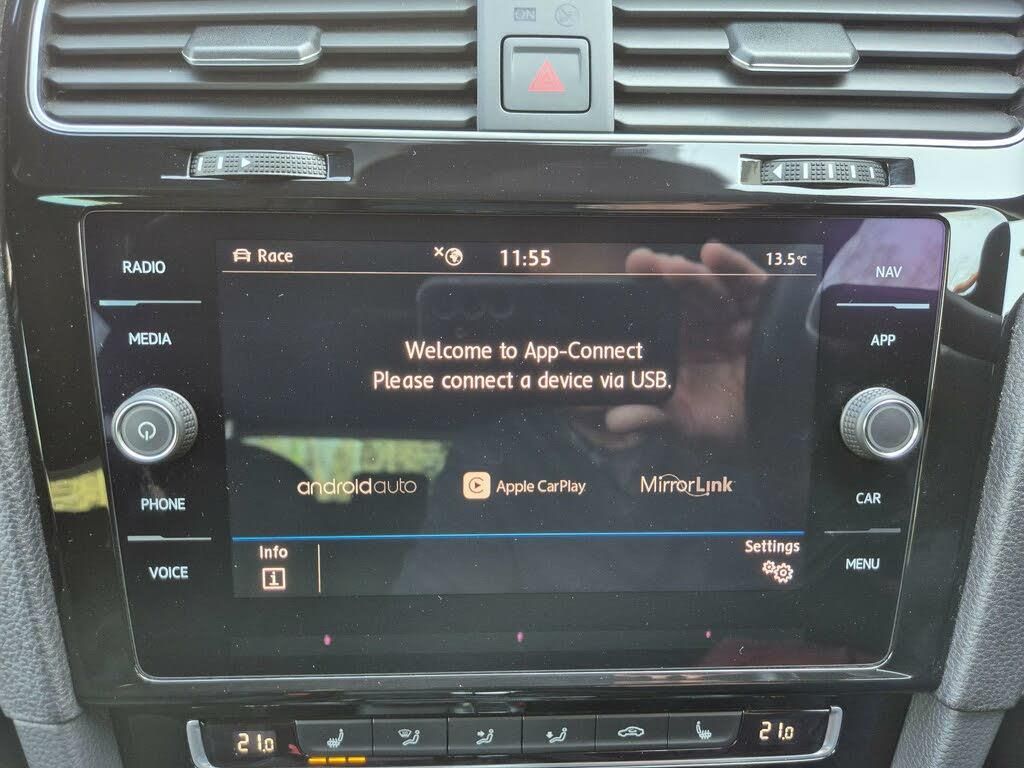 ON
RADIO
MEDIA
PHONE
VOICE
Race
11:55
13.5°C
Welcome to App-Connect
Please connect a device via USB.
androidauto
Apple CarPlay
MirrorLink
Info
i
Settings
NAV
APP
CAR
MENU
21.0
21.0